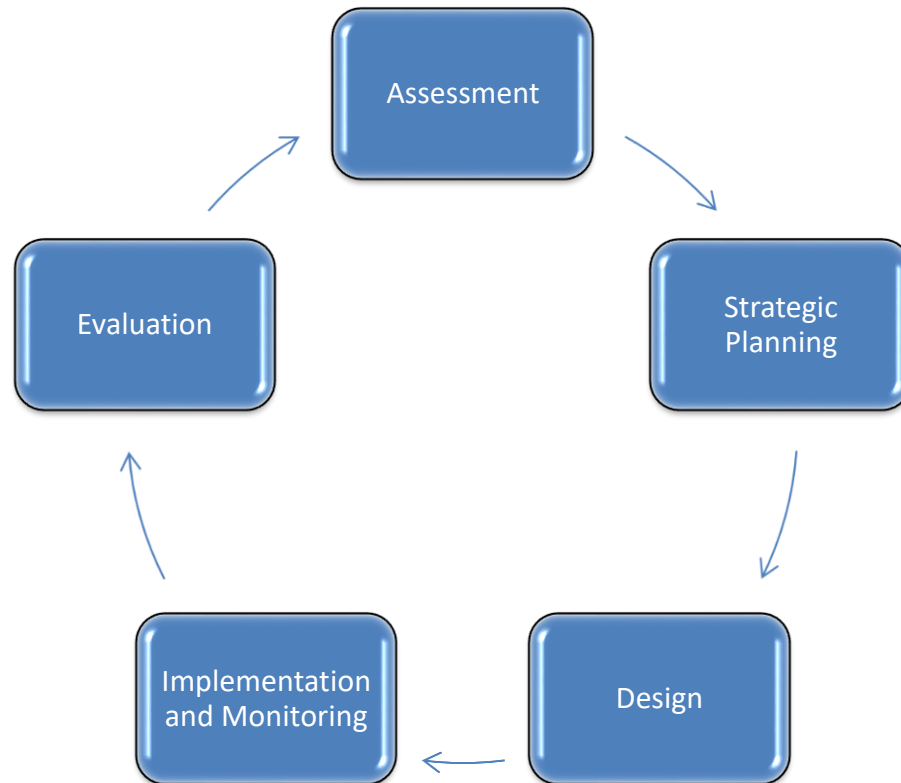 Assessment
Strategic
Planning
Design
Implementation
and Monitoring
Evaluation